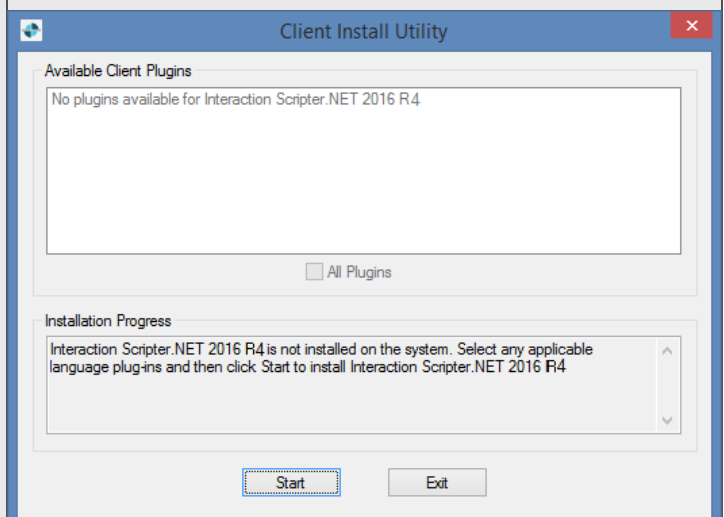 Client Install Utility
Available Client Plugins
No plugins available for Interaction Scripter.NET 2016 R4
All Plugins
Installation Progress
Interaction Scripter.NET 2016 R4 is not installed on the system. Select any applicable
language plug-ins and then click Start to install Interaction Scripter.NET 2016 R4
Start
Exit